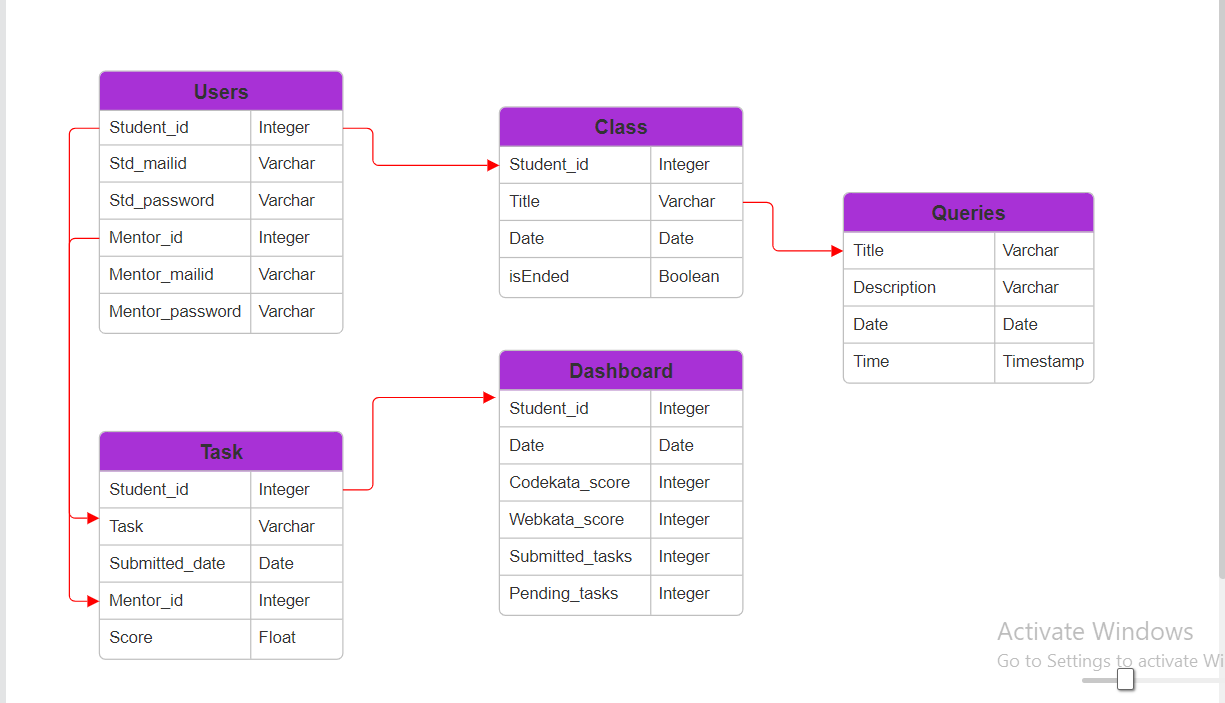 Users
Student_id Integer
Std_mailid Varchar
Std_password Varchar
Mentor_id Integer
Mentor_mailid Varchar
Mentor_password Varchar
Class
Student_id Integer
Title Varchar
Date Date
isEnded Boolean
Queries
Title Varchar
Description Varchar
Date Date
Time Timestamp
Task
Student_id Integer
Task Varchar
Submitted_date Date
Mentor_id Integer
Score Float
Dashboard
Student_id Integer
Date Date
Codekata_score Integer
Webkata_score Integer
Submitted_tasks Integer
Pending_tasks Integer
Activate Windows
Go to Settings to activate Wi